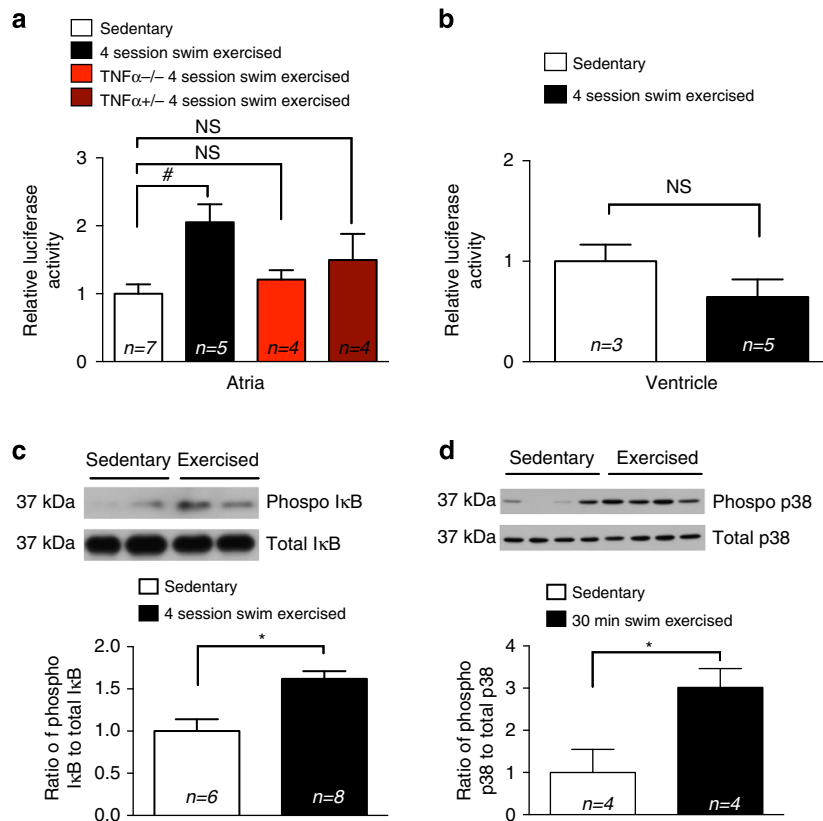 a
Sedentary
4 session swim exercised
TNFα–/– 4 session swim exercised
TNFα+/– 4 session swim exercised
NS
NS
#
3
2
1
0
Relative luciferase
activity
n=7
n=5
n=4
n=4
Atria
b
Sedentary
4 session swim exercised
2
1
0
Relative luciferase
activity
NS
n=3
n=5
Ventricle
c
Sedentary
Exercised
37 kDa
Phospo IκB
37 kDa
Total IκB
Sedentary
4 session swim exercised
2.0
1.5
1.0
0.5
0.0
Ratio o f phospho
IκB to total IκB
*
n=6
n=8
d
Sedentary
Exercised
37 kDa
Phospo p38
37 kDa
Total p38
Sedentary
30 min swim exercised
4
3
2
1
0
Ratio of phospho
p38 to total p38
*
n=4
n=4